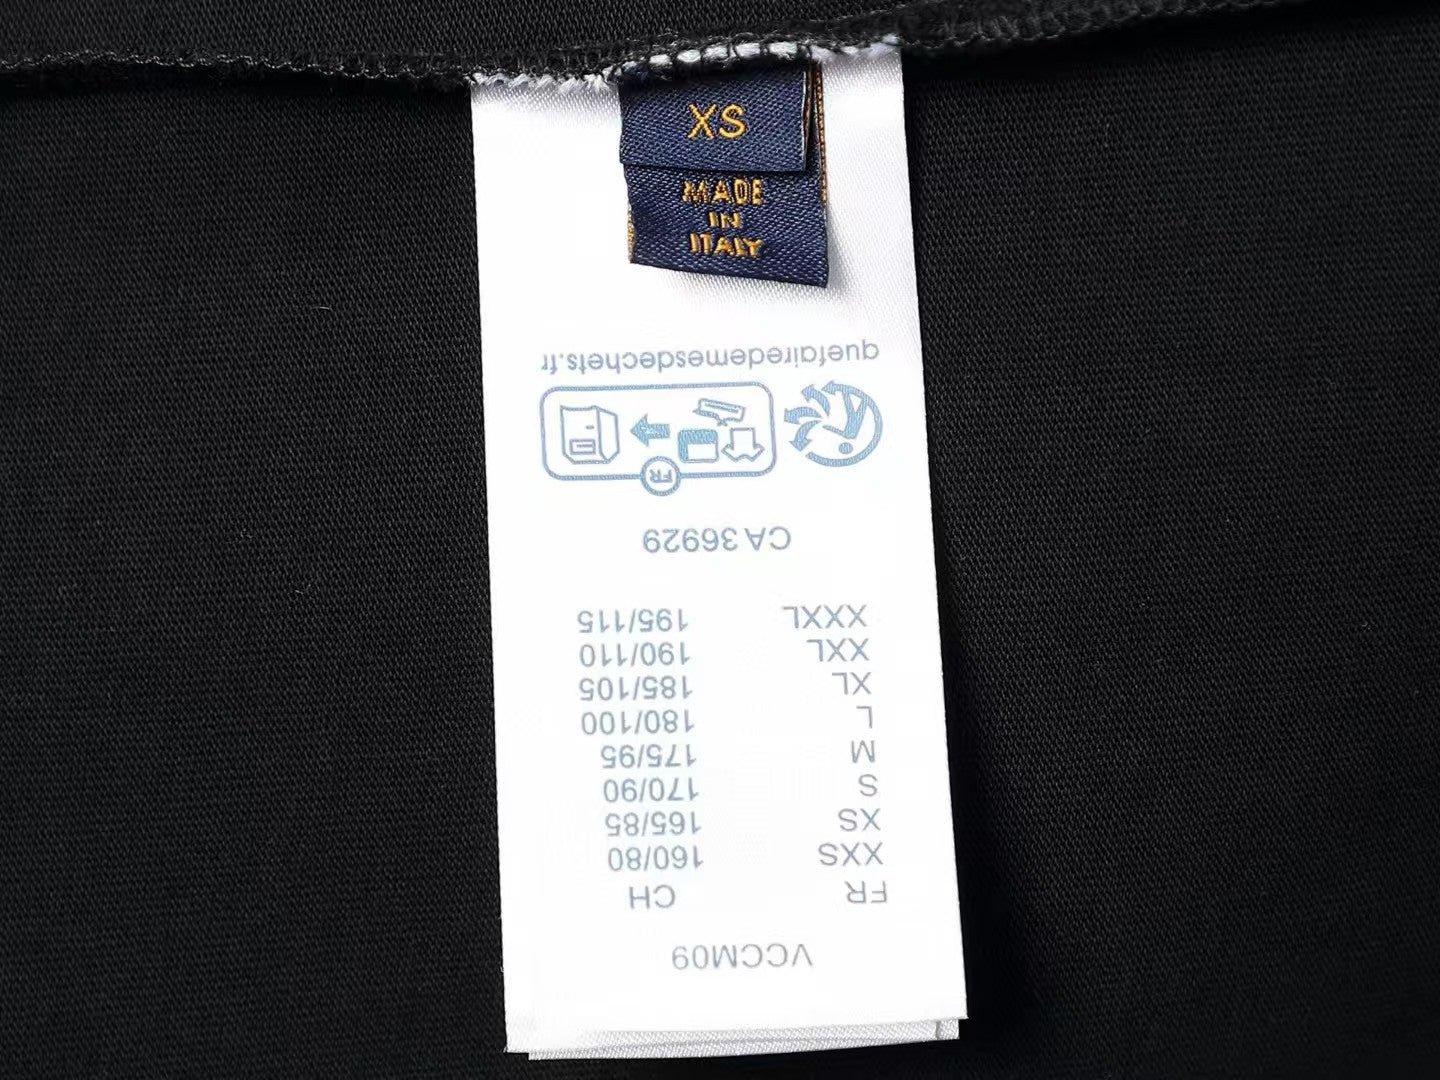 XS
MADE
IN
ITALY
VCCM09
FR CH
XXS 160/80
XS 165/85
S 170/90
M 175/95
L 180/100
XL 185/105
XXL 190/110
XXXL 195/115
CA 36929
FR
quefairedemesdechets.fr